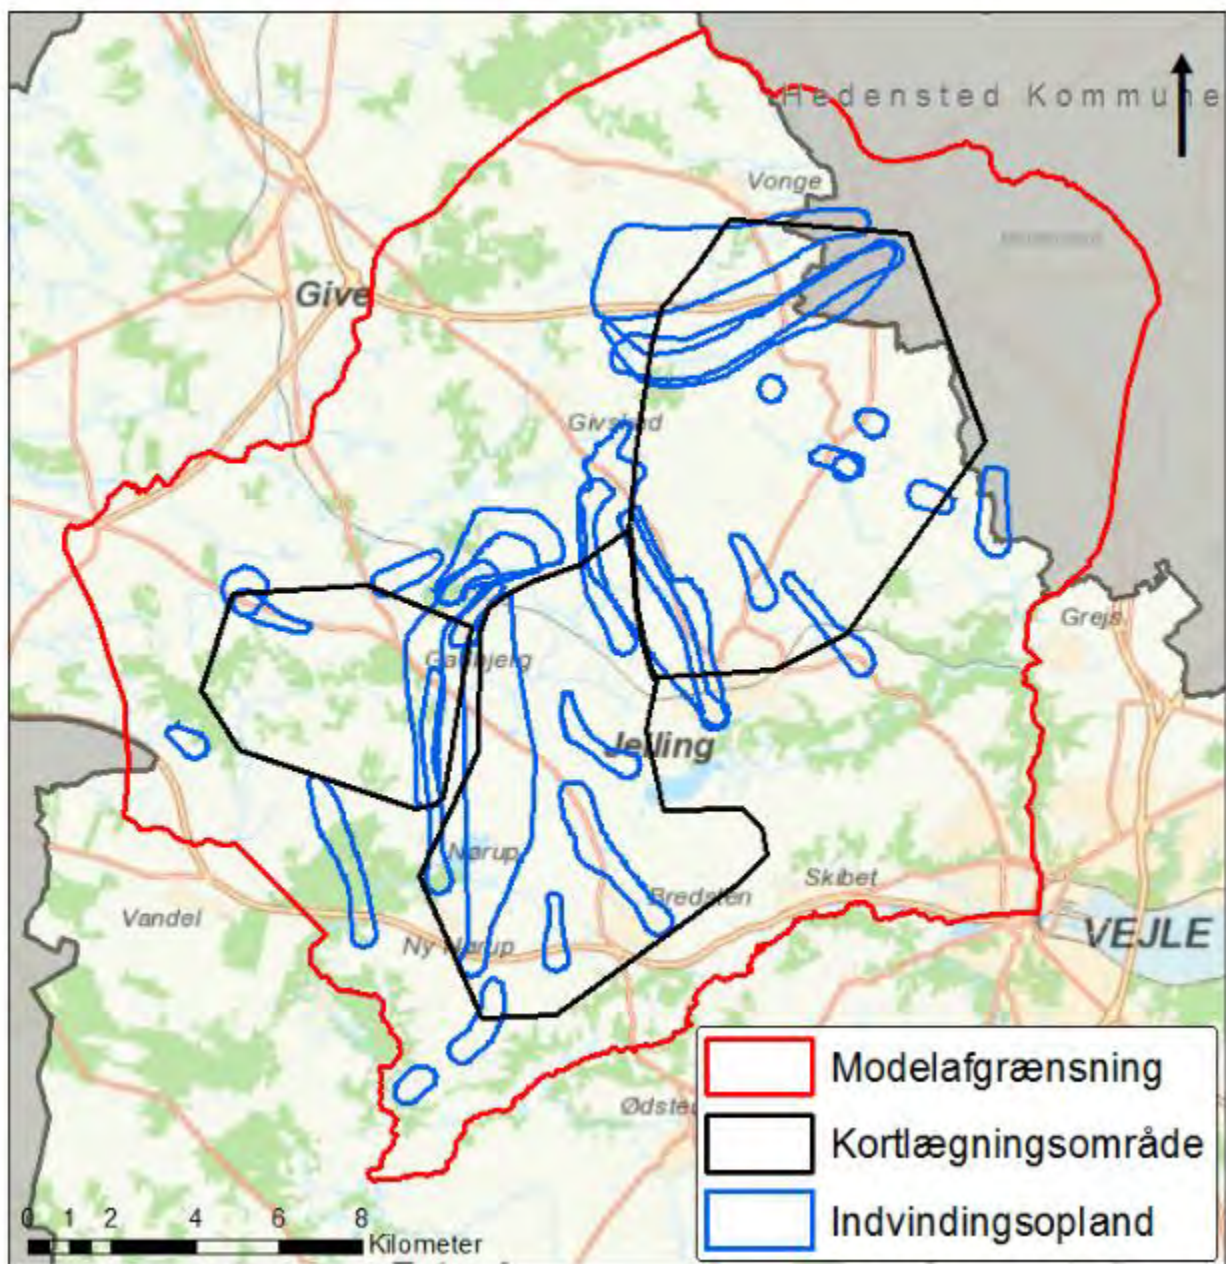 Hedensted Kommune
Vonge
Give
Givskud
Grejs
Gadbjerg
Jelling
Nørup
Bredsten
Skibet
Vandel
Ny Nørup
VEJLE
Ødsted
Modelafgrænsning
Kortlægningsområde
Indvindingsopland
0 1 2 4 6 8
Kilometer